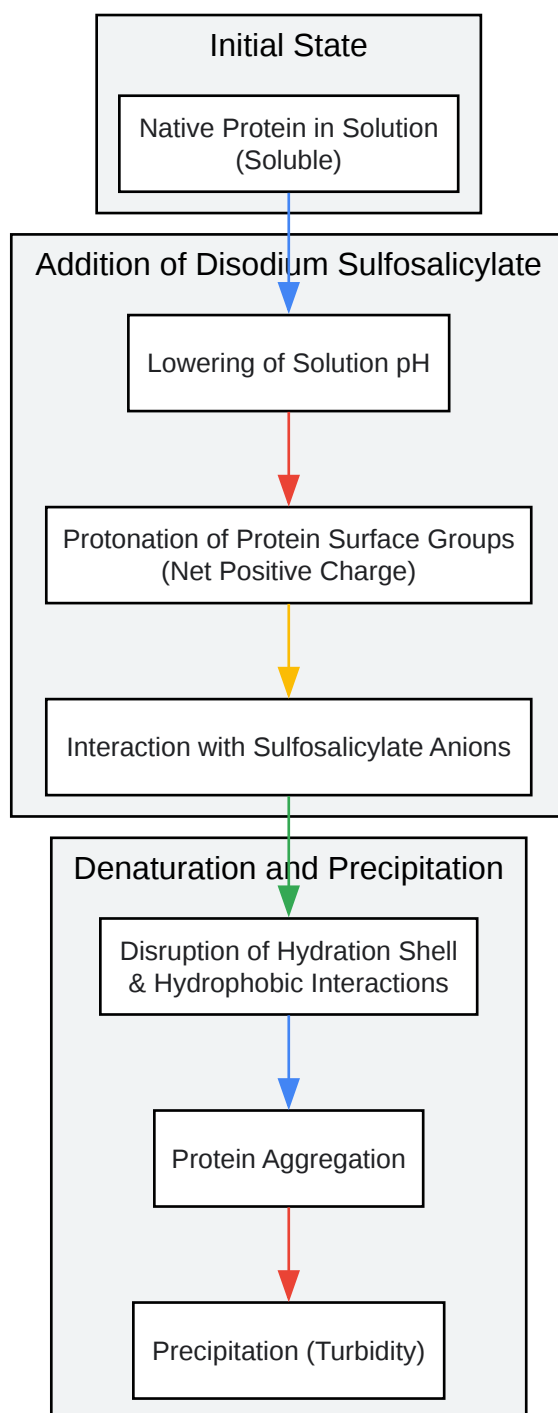 Initial State
Native Protein in Solution
(Soluble)
Addition of Disodium Sulfosalicylate
Lowering of Solution pH
Protonation of Protein Surface Groups
(Net Positive Charge)
Interaction with Sulfosalicylate Anions
Denaturation and Precipitation
Disruption of Hydration Shell
& Hydrophobic Interactions
Protein Aggregation
Precipitation (Turbidity)